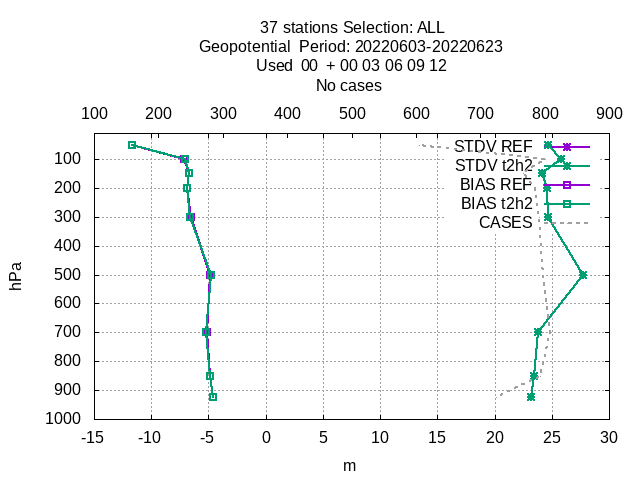 37 stations Selection: ALL
Geopotential  Period: 20220603-20220623
Used  00  + 00 03 06 09 12
No cases
100 200 300 400 500 600 700 800 900
STDV REF
STDV t2h2
BIAS REF
BIAS t2h2
CASES
100
200
300
400
500
600
700
800
900
1000
hPa
-15 -10 -5 0 5 10 15 20 25 30
m